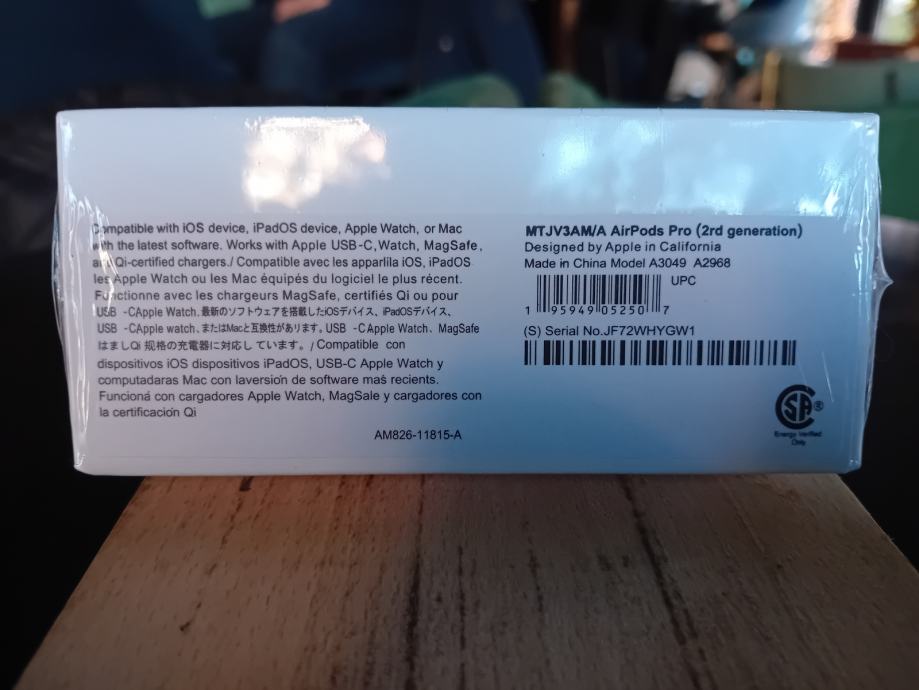 Compatible with iOS device, iPadOS device, Apple Watch, or Mac
with the latest software. Works with Apple USB-C,Watch, MagSafe,
and Qi-certified chargers./ Compatible avec les apparlila iOS, iPadOS
les Apple Watch ou les Mac équipés du logiciel le plus récent.
Functionne avec les chargeurs MagSafe, certifiés Qi ou pour
USB -CApple Watch.最新のソフトウェアを搭載したiOSデバイス、iPadOSデバイス、
USB -CApple watch、またはMacと互換性があります。USB -C Apple Watch、MagSafe
はましQi 規格の充電器に対応し ています。/ Compatible con
dispositivos iOS dispositivos iPadOS, USB-C Apple Watch y
computadaras Mac con laversión de software mas recients.
Funcioná con cargadores Apple Watch, MagSale y cargadores con
la certificación Qi
AM826-11815-A
MTJV3AM/A AirPods Pro (2rd generation)
Designed by Apple in California
Made in China Model A3049 A2968
UPC
1 95949 05250 7
(S) Serial No.JF72WHYGW1
CSA®
Energy Verified
Only